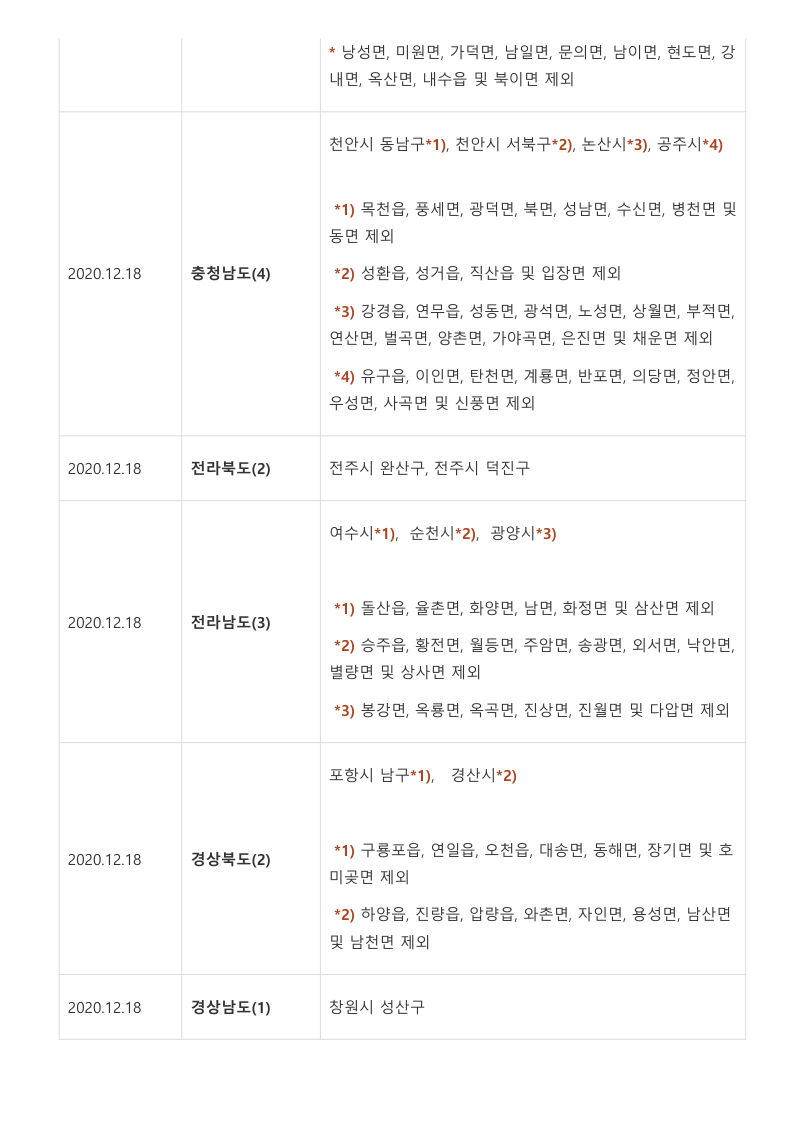 * 낭성면, 미원면, 가덕면, 남일면, 문의면, 남이면, 현도면, 강
내면, 옥산면, 내수읍 및 북이면 제외
천안시 동남구*1), 천안시 서북구*2), 논산시*3), 공주시*4)
*1) 목천읍, 풍세면, 광덕면, 북면, 성남면, 수신면, 병천면 및
동면 제외
2020.12.18 충청남도(4) *2) 성환읍, 성거읍, 직산읍 및 입장면 제외
*3) 강경읍, 연무읍, 성동면, 광석면, 노성면, 상월면, 부적면,
연산면, 벌곡면, 양촌면, 가야곡면, 은진면 및 채운면 제외
*4) 유구읍, 이인면, 탄천면, 계룡면, 반포면, 의당면, 정안면,
우성면, 사곡면 및 신풍면 제외
2020.12.18 전라북도(2) 전주시 완산구, 전주시 덕진구
여수시*1), 순천시*2), 광양시*3)
*1) 돌산읍, 율촌면, 화양면, 남면, 화정면 및 삼산면 제외
2020.12.18 전라남도(3)
*2) 승주읍, 황전면, 월등면, 주암면, 송광면, 외서면, 낙안면,
별량면 및 상사면 제외
*3) 봉강면, 옥룡면, 옥곡면, 진상면, 진월면 및 다압면 제외
포항시 남구*1), 경산시*2)
2020.12.18 경상북도(2)
*1) 구룡포읍, 연일읍, 오천읍, 대송면, 동해면, 장기면 및 호
미곶면 제외
*2) 하양읍, 진량읍, 압량읍, 와촌면, 자인면, 용성면, 남산면
및 남천면 제외
2020.12.18 경상남도(1) 창원시 성산구